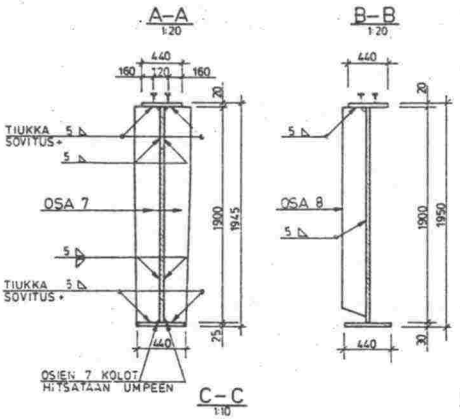 A-A
1:20
440
160 120 160
TIUKKA
SOVITUS +
5
5
OSA 7
5
TIUKKA
SOVITUS +
5
440
OSIEN 7 KOLOT
HITSATAAN UMPEEN
20
1900
1945
25
B-B
1:20
440
5
OSA 8
5
20
1900
1950
30
440
C-C
1:10